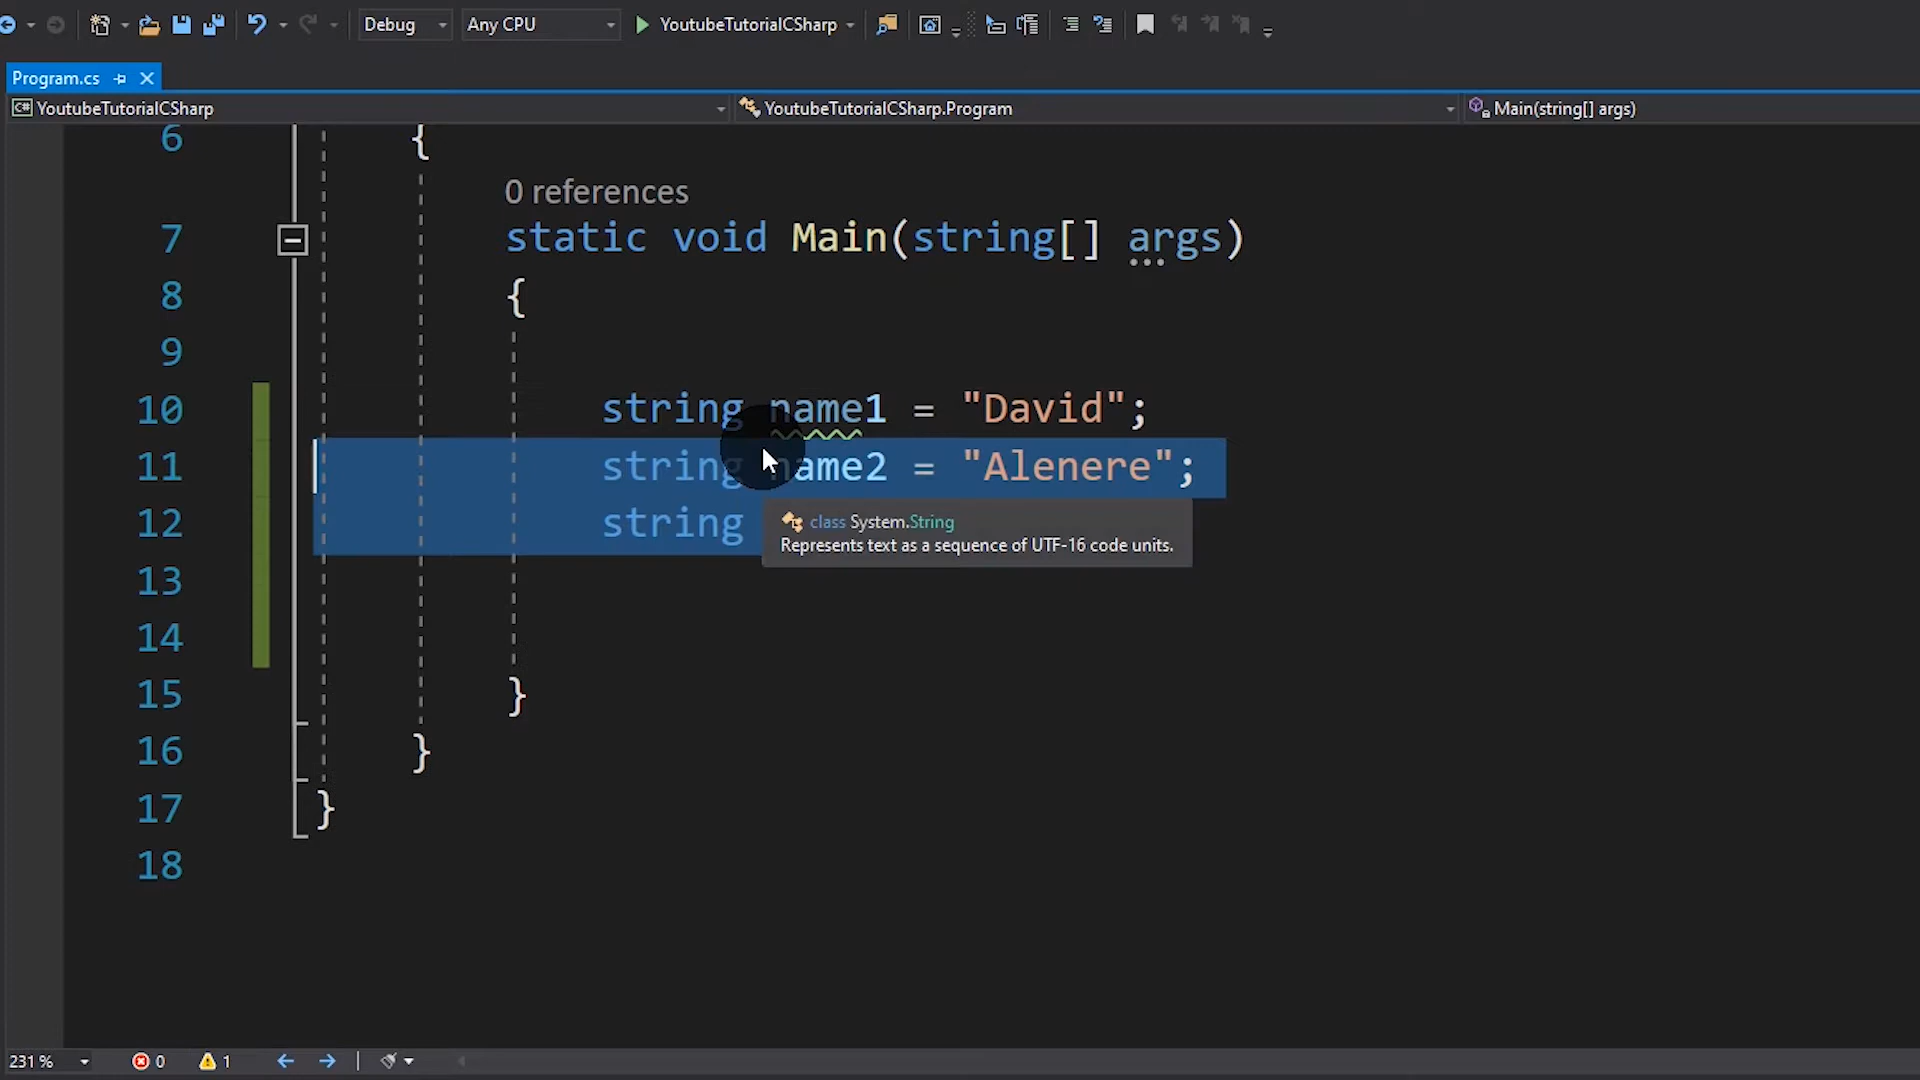 Debug Any CPU YoutubeTutorialCSharp
Program.cs
C# YoutubeTutorialCSharp YoutubeTutorialCSharp.Program Main(string[] args)
6 {
0 references
7 static void Main(string[] args)
8 {
9
10 string name1 = "David";
11 string name2 = "Alenere";
12 string
class System.String
Represents text as a sequence of UTF-16 code units.
13
14
15 }
16 }
17 }
18
231 % 0 1